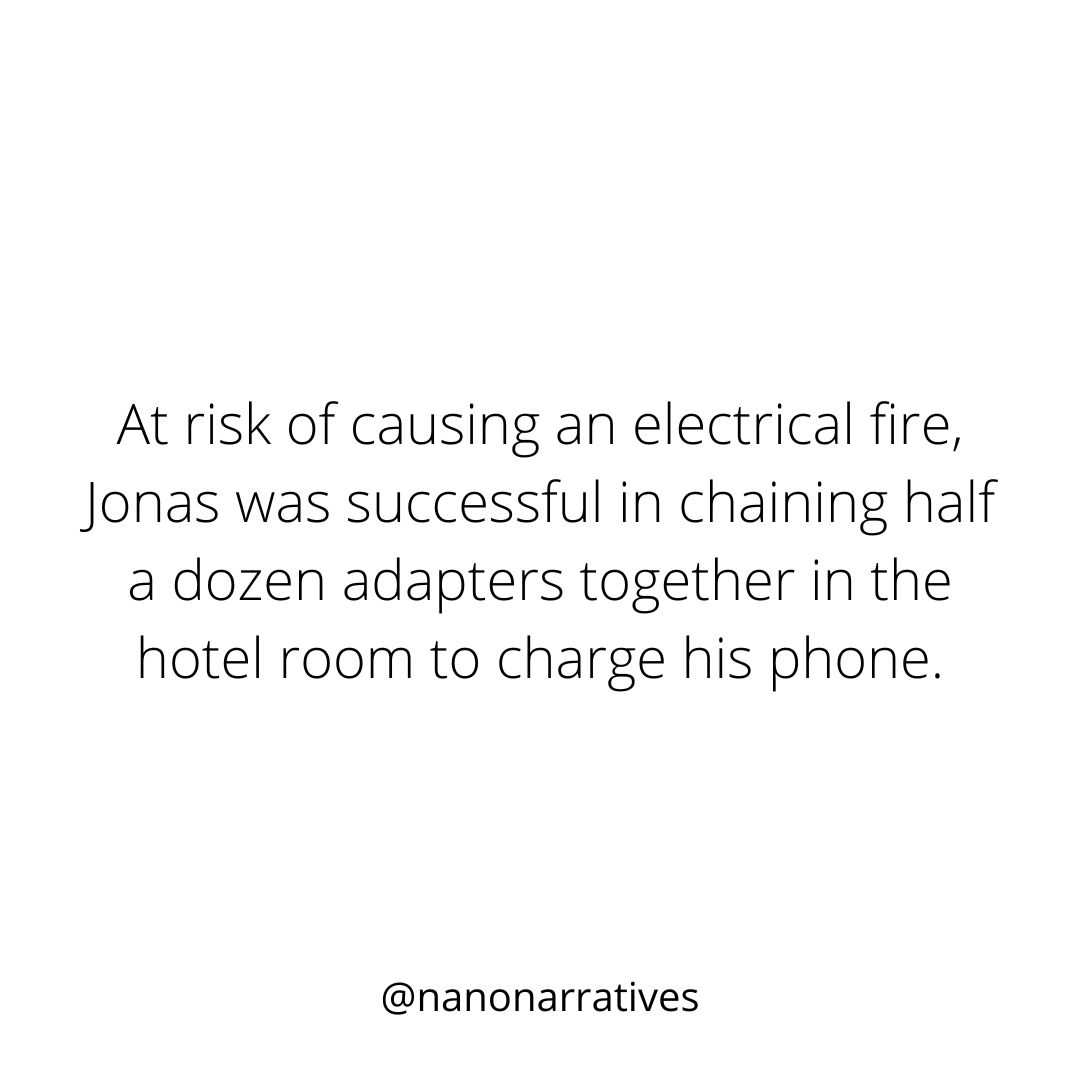 At risk of causing an electrical fire,
Jonas was successful in chaining half
a dozen adapters together in the
hotel room to charge his phone.
@nanonarratives